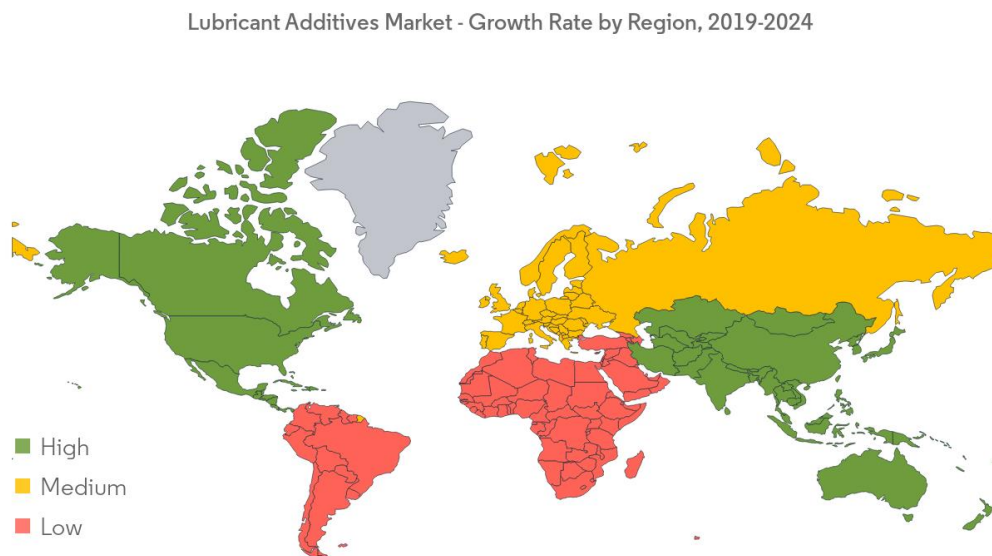 Lubricant Additives Market - Growth Rate by Region, 2019-2024
High
Medium
Low